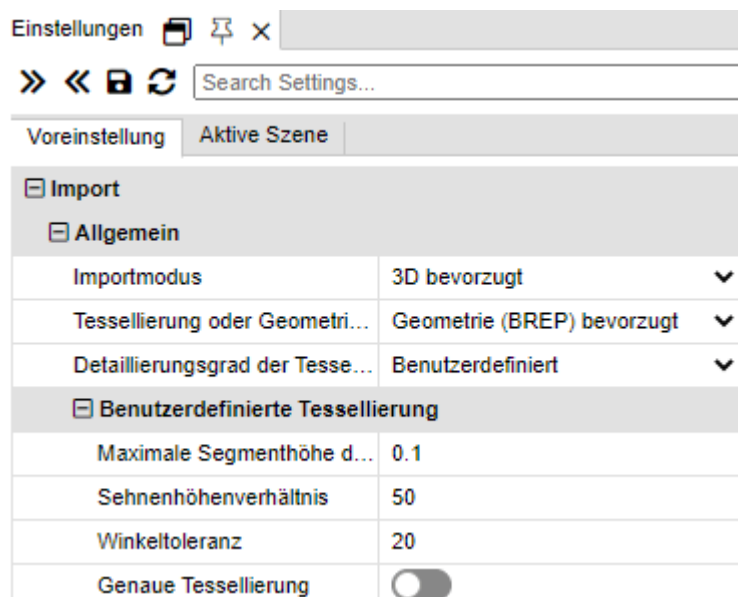 Einstellungen
Search Settings...
Voreinstellung Aktive Szene
Import
Allgemein
Importmodus 3D bevorzugt
Tessellierung oder Geometri... Geometrie (BREP) bevorzugt
Detaillierungsgrad der Tesse... Benutzerdefiniert
Benutzerdefinierte Tessellierung
Maximale Segmenthöhe d... 0.1
Sehnenhöhenverhältnis 50
Winkeltoleranz 20
Genaue Tessellierung